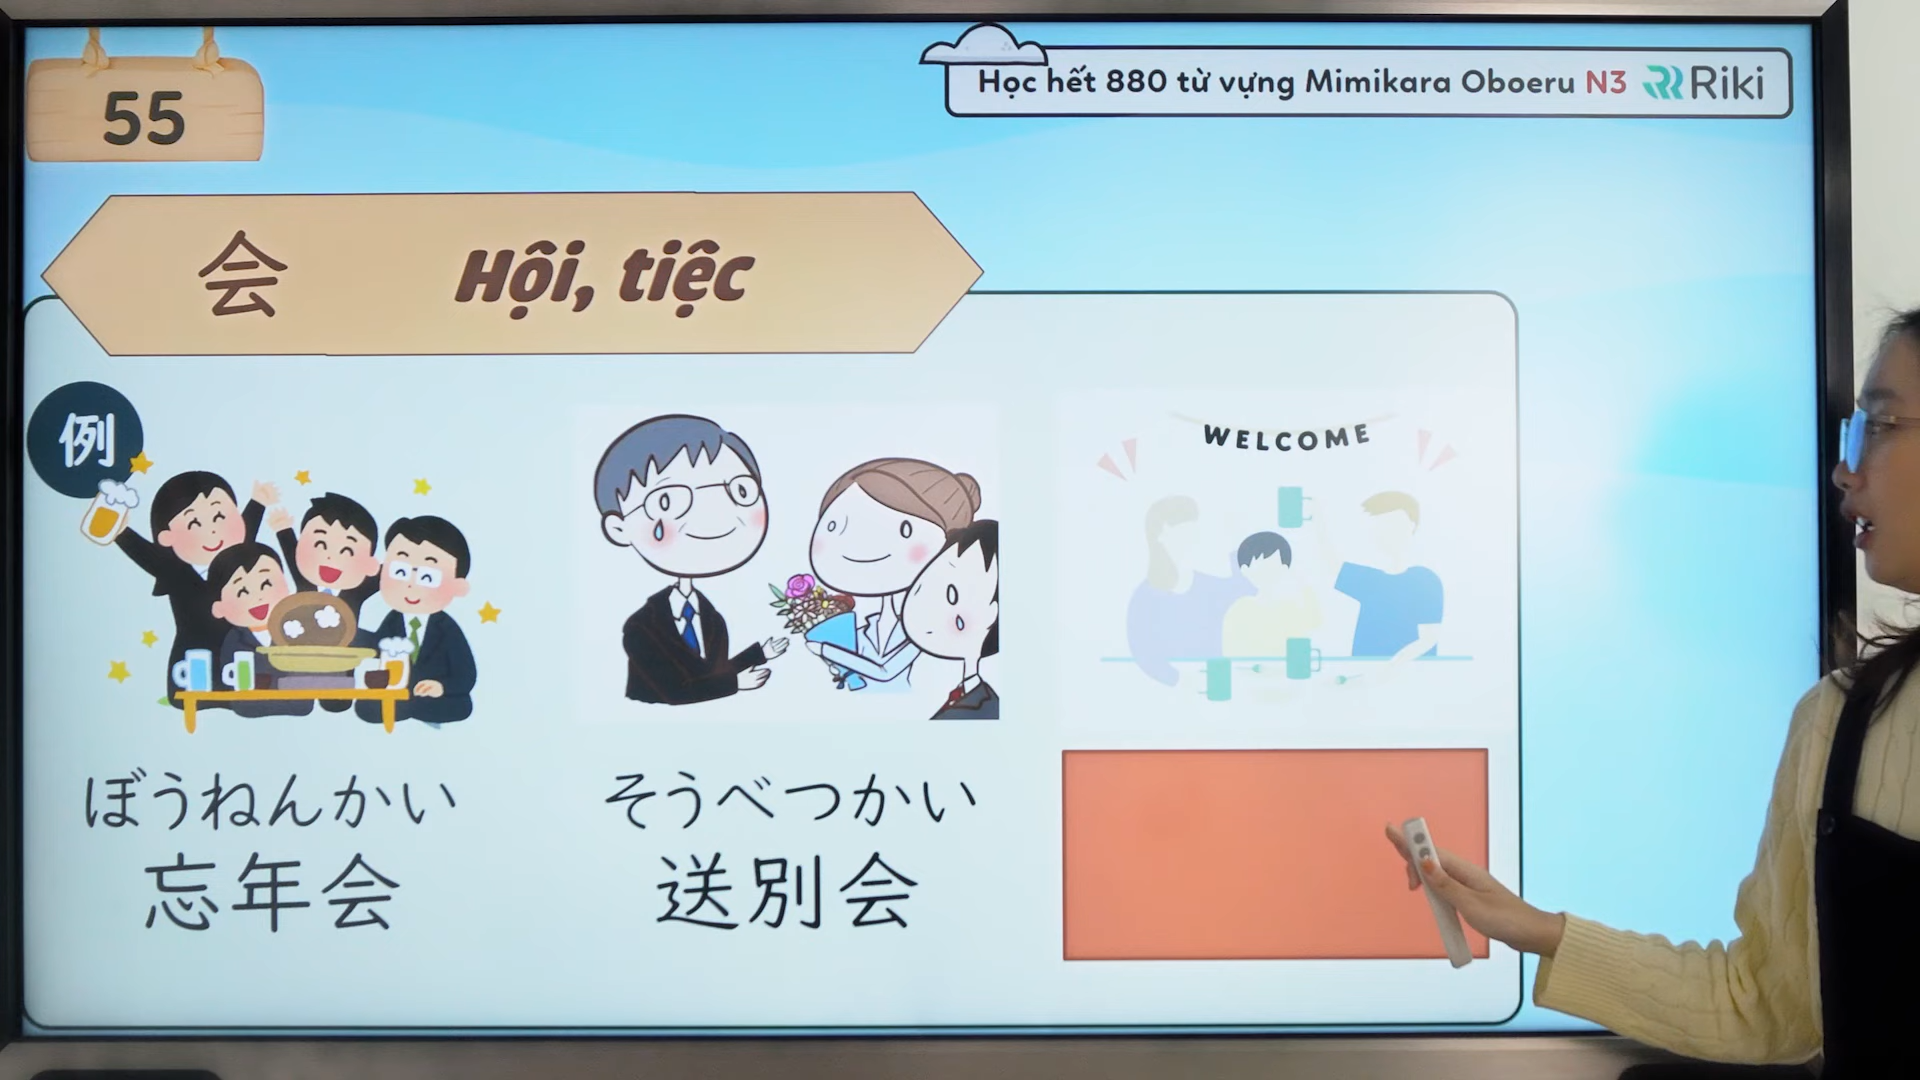 55
Học hết 880 từ vựng Mimikara Oboeru N3 Riki
会 Hội, tiệc
例
WELCOME
ぼうねんかい
忘年会
そうべつかい
送別会